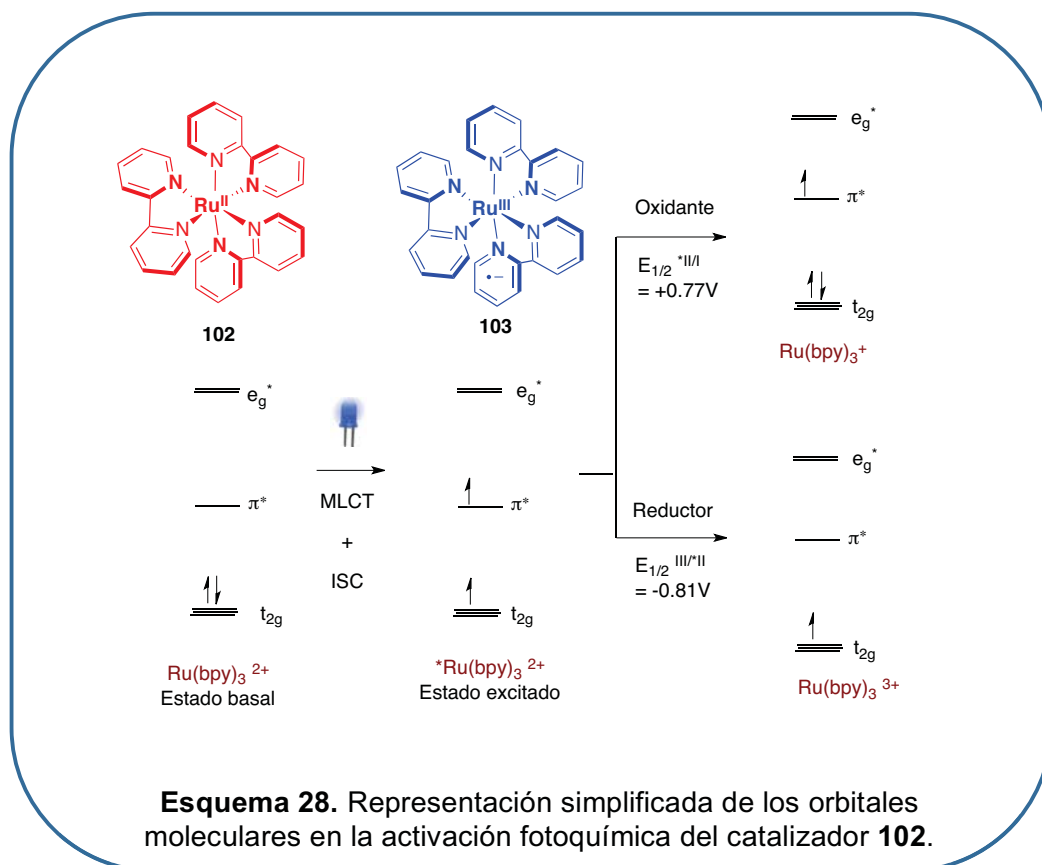 N
N
N
N
N
N
Ru^II
102
N
N
N
N
N
N
Ru^III
•−
103
e_g^*
π*
t_2g
Ru(bpy)_3^2+
Estado basal
MLCT
+
ISC
e_g^*
π*
t_2g
*Ru(bpy)_3^2+
Estado excitado
Oxidante
E_1/2^*II/I
= +0.77V
e_g^*
π*
t_2g
Ru(bpy)_3^+
Reductor
E_1/2^III/*II
= -0.81V
e_g^*
π*
t_2g
Ru(bpy)_3^3+
Esquema 28. Representación simplificada de los orbitales
moleculares en la activación fotoquímica del catalizador 102.